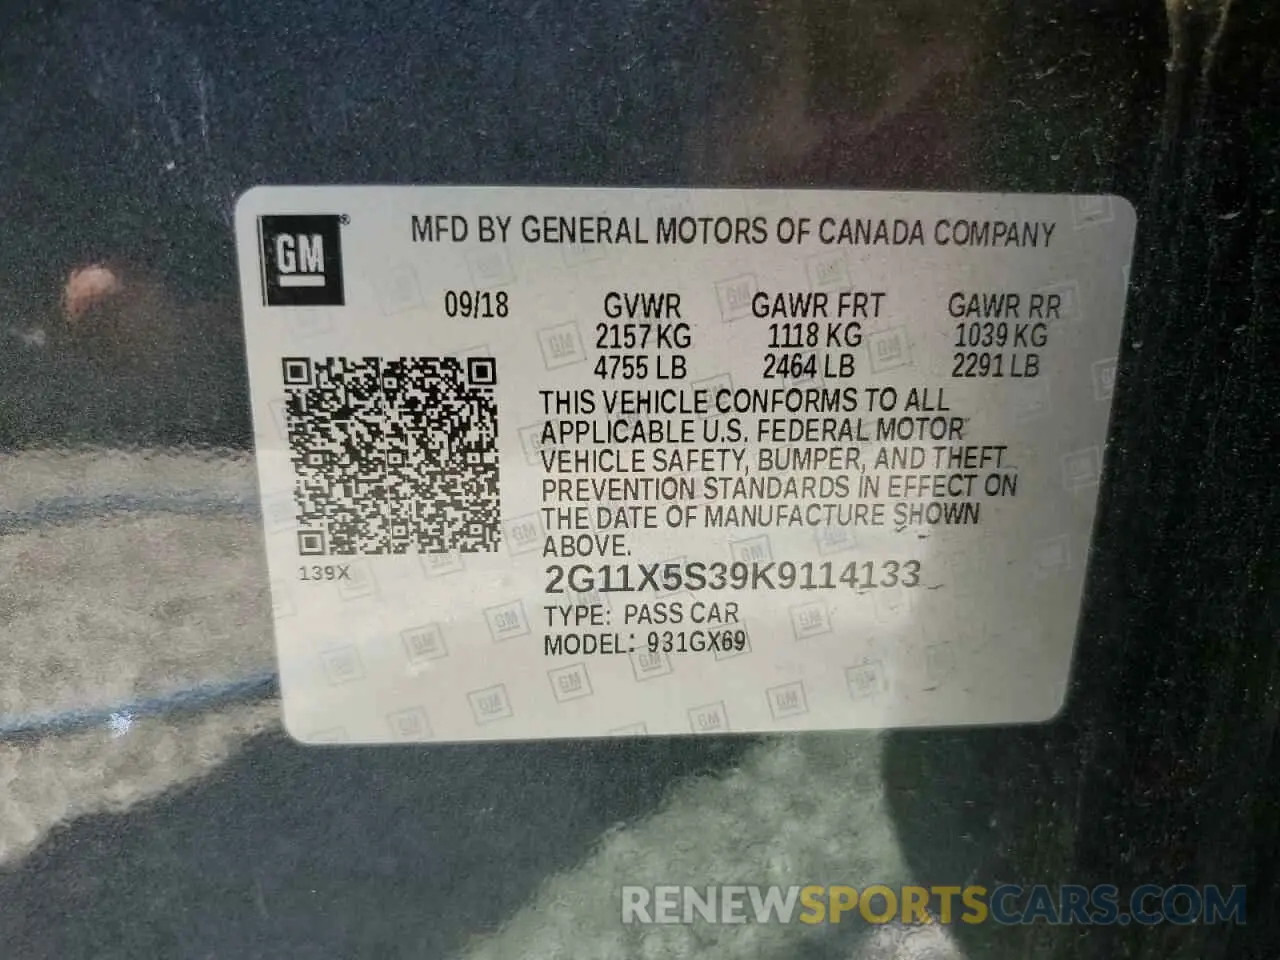 GM®
MFD BY GENERAL MOTORS OF CANADA COMPANY
09/18 GVWR GAWR FRT GAWR RR
2157 KG 1118 KG 1039 KG
4755 LB 2464 LB 2291 LB
THIS VEHICLE CONFORMS TO ALL
APPLICABLE U.S. FEDERAL MOTOR
VEHICLE SAFETY, BUMPER, AND THEFT
PREVENTION STANDARDS IN EFFECT ON
THE DATE OF MANUFACTURE SHOWN
ABOVE.
139X
2G11X5S39K9114133
TYPE: PASS CAR
MODEL: 931GX69
RENEWSPORTSCARS.COM